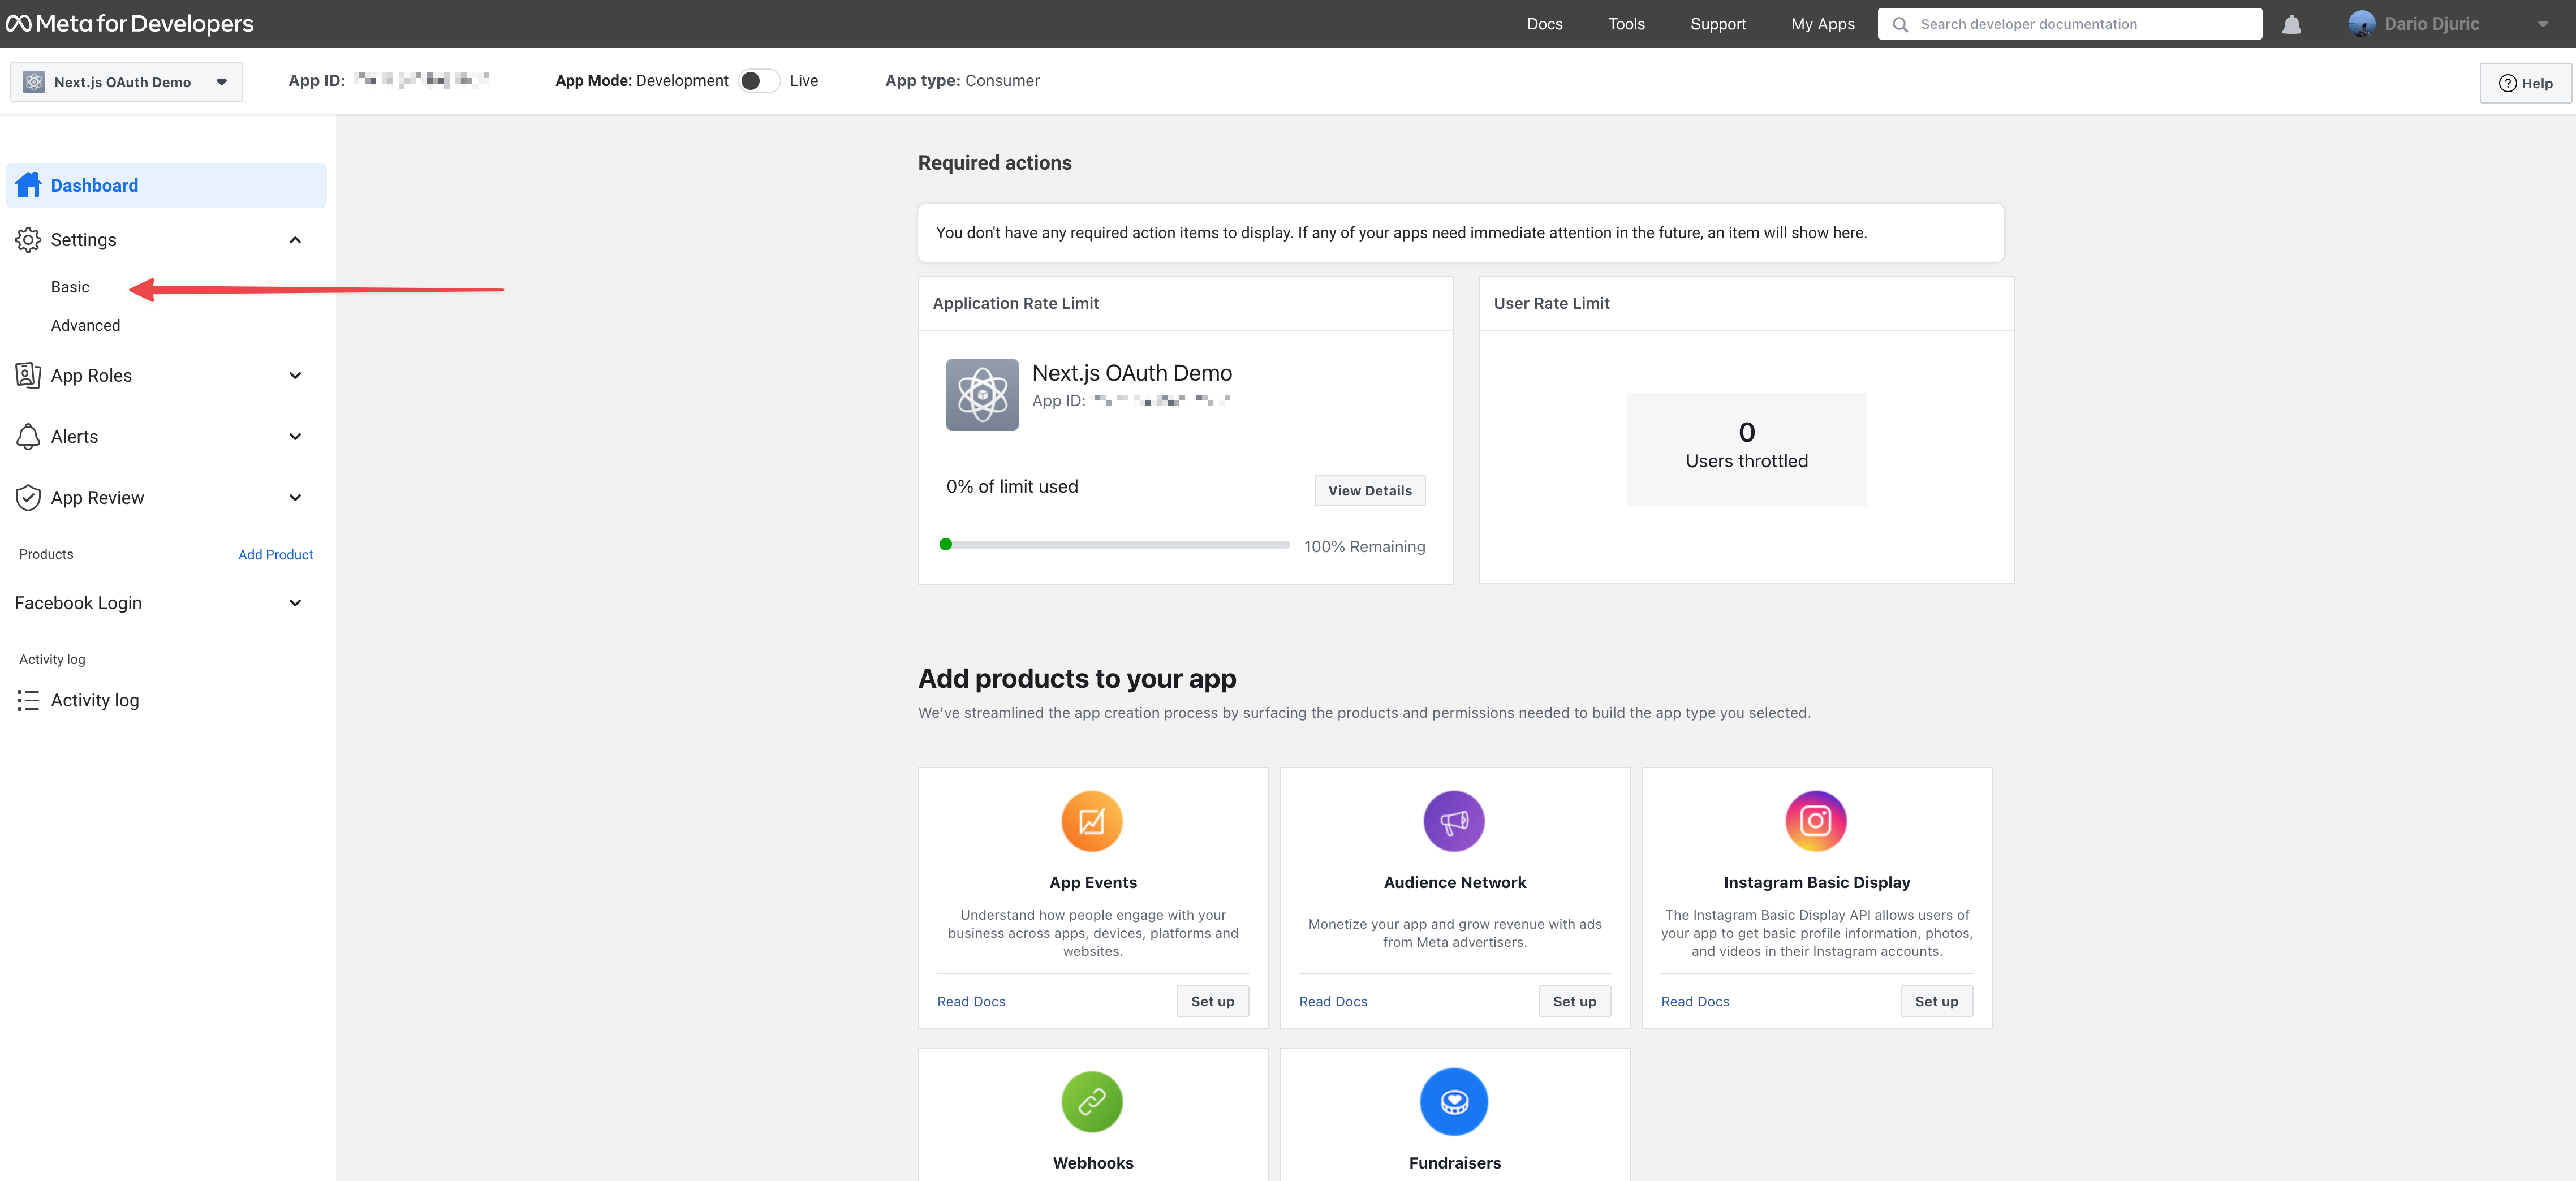 Meta for Developers
Docs
Tools
Support
My Apps
Search developer documentation
Dario Djuric
Next.js OAuth Demo
App ID:
App Mode: Development
Live
App type: Consumer
Help
Dashboard
Settings
Basic
Advanced
App Roles
Alerts
App Review
Products
Add Product
Facebook Login
Activity log
Activity log
Required actions
You don't have any required action items to display. If any of your apps need immediate attention in the future, an item will show here.
Application Rate Limit
Next.js OAuth Demo
App ID:
0% of limit used
View Details
100% Remaining
User Rate Limit
0
Users throttled
Add products to your app
We've streamlined the app creation process by surfacing the products and permissions needed to build the app type you selected.
App Events
Understand how people engage with your
business across apps, devices, platforms and
websites.
Read Docs
Set up
Audience Network
Monetize your app and grow revenue with ads
from Meta advertisers.
Read Docs
Set up
Instagram Basic Display
The Instagram Basic Display API allows users of
your app to get basic profile information, photos,
and videos in their Instagram accounts.
Read Docs
Set up
Webhooks
Fundraisers